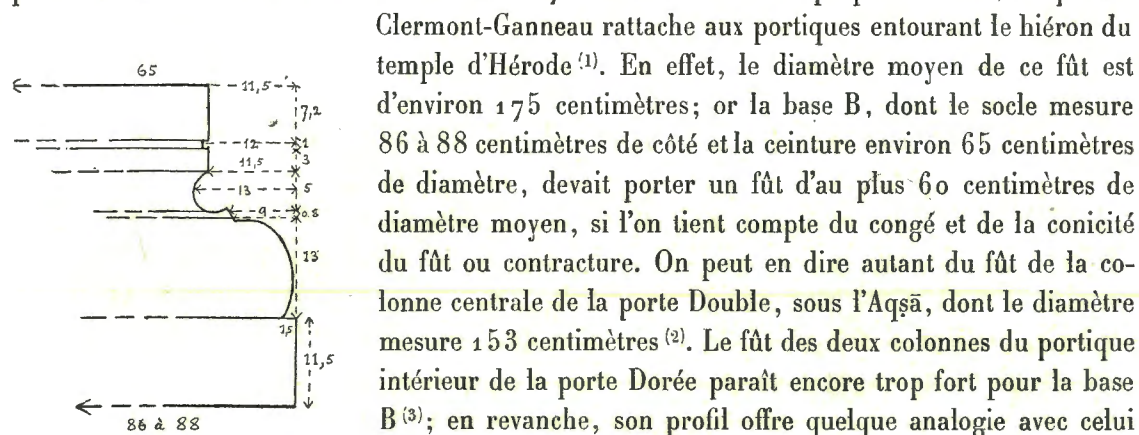 Clermont-Ganneau rattache aux portiques entourant le hiéron du
temple d'Hérode (1). En effet, le diamètre moyen de ce fût est
d'environ 175 centimètres; or la base B, dont le socle mesure
86 à 88 centimètres de côté et la ceinture environ 65 centimètres
de diamètre, devait porter un fût d'au plus 60 centimètres de
diamètre moyen, si l'on tient compte du congé et de la conicité
du fût ou contracture. On peut en dire autant du fût de la co-
lonne centrale de la porte Double, sous l'Aqṣā, dont le diamètre
mesure 153 centimètres (2). Le fût des deux colonnes du portique
intérieur de la porte Dorée paraît encore trop fort pour la base
B (3); en revanche, son profil offre quelque analogie avec celui
65
11,5
7,2
12
1
11,5
3
13
5
9
0.8
13
1,5
11,5
86 à 88